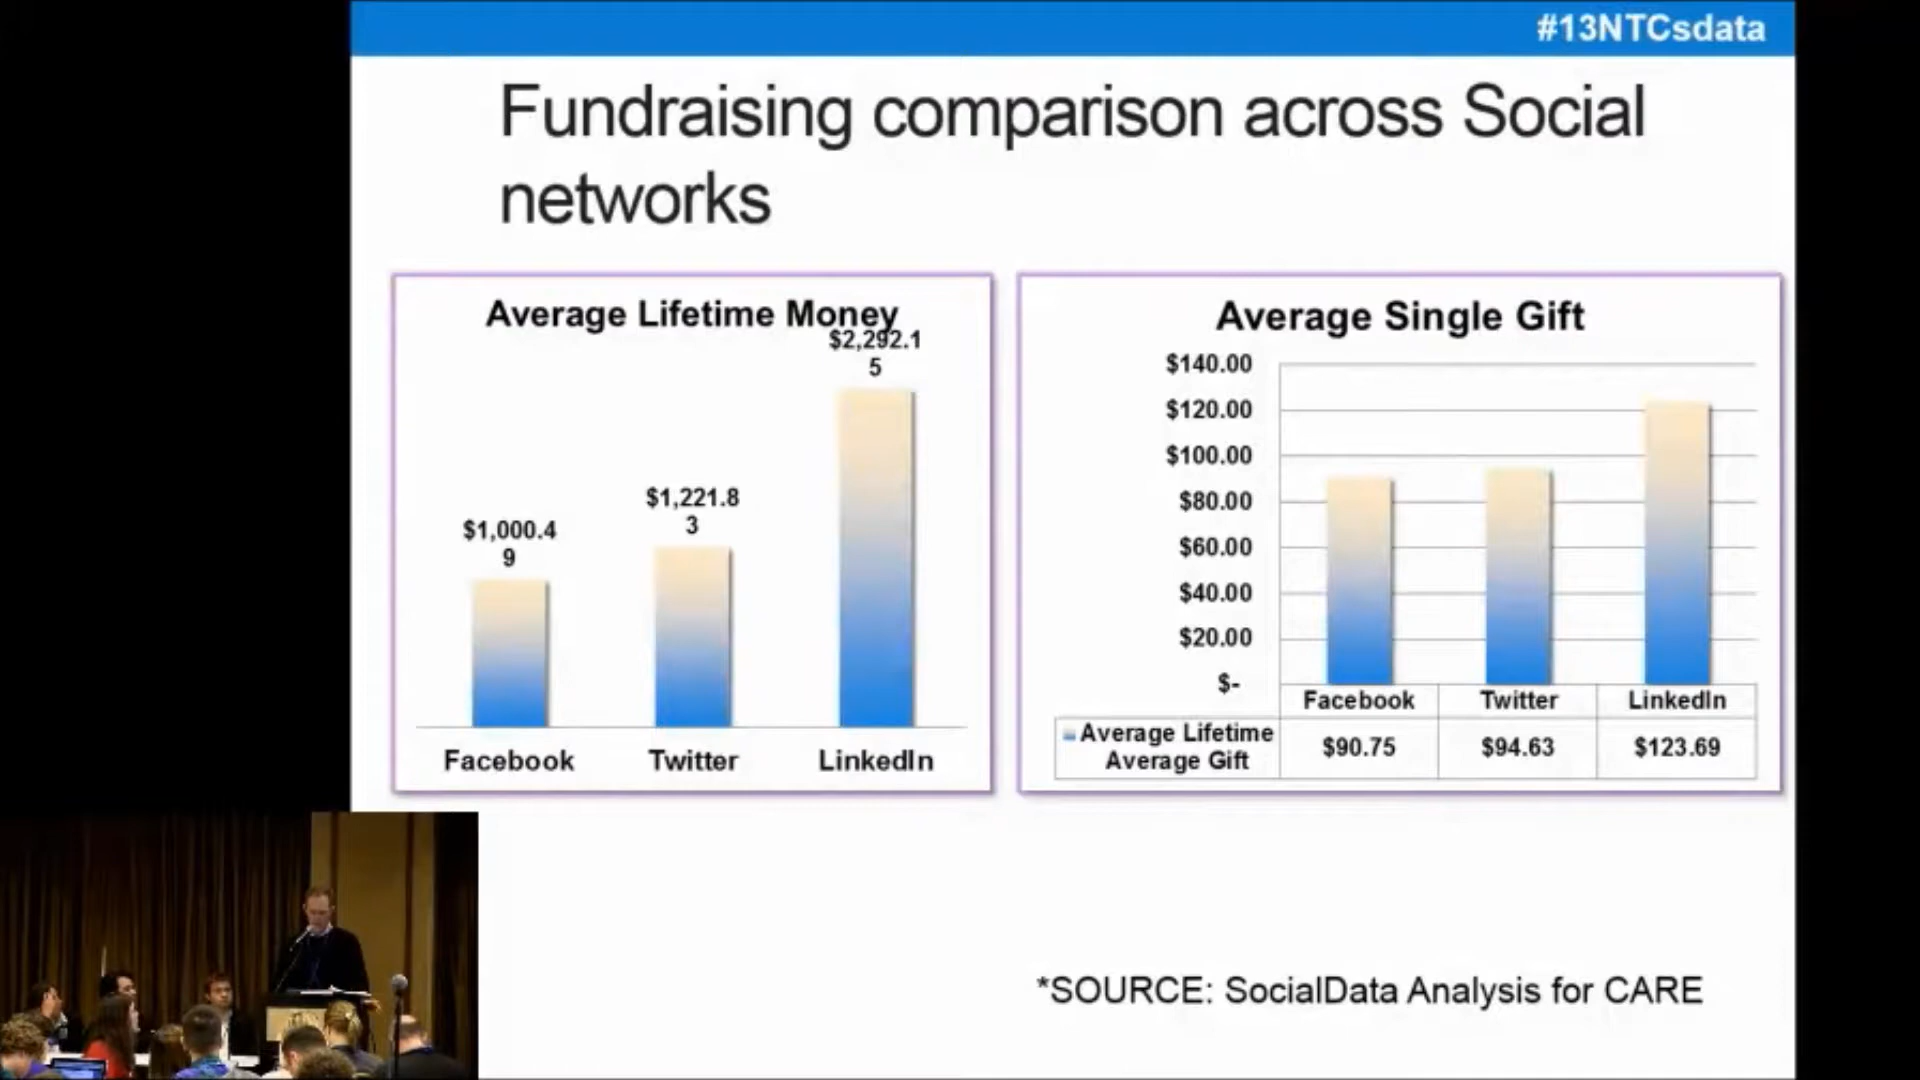 #13NTCsdata
Fundraising comparison across Social
networks
Average Lifetime Money
$2,292.1
5
$1,221.8
3
$1,000.4
9
Facebook
Twitter
LinkedIn
Average Single Gift
$140.00
$120.00
$100.00
$80.00
$60.00
$40.00
$20.00
$-
Facebook
Twitter
LinkedIn
Average Lifetime
Average Gift
$90.75
$94.63
$123.69
*SOURCE: SocialData Analysis for CARE